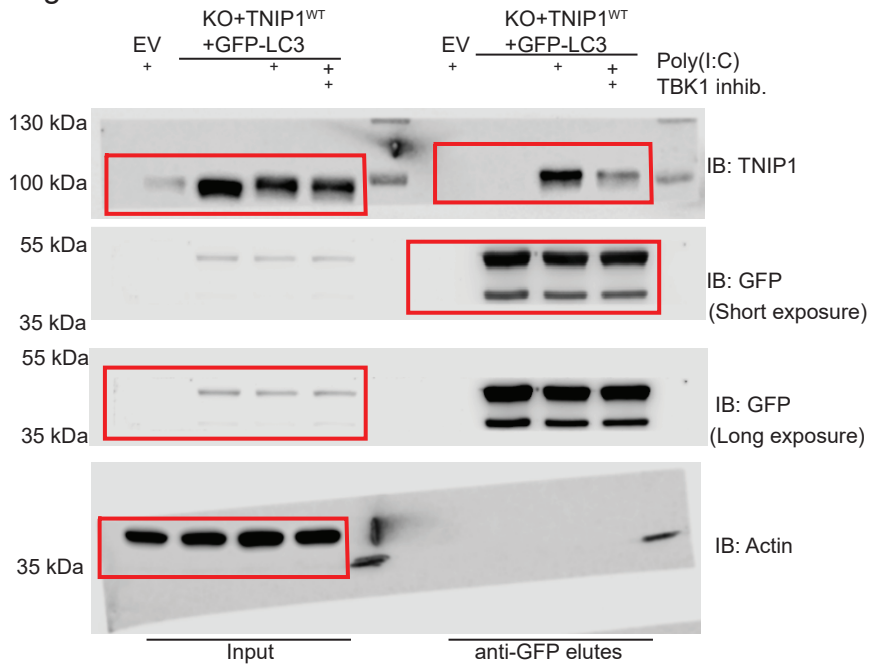 KO+TNIP1WT KO+TNIP1WT
EV +GFP-LC3 EV +GFP-LC3
+ + + + + + Poly(I:C)
+ + TBK1 inhib.
130 kDa
100 kDa
IB: TNIP1
55 kDa
IB: GFP
(Short exposure)
35 kDa
55 kDa
IB: GFP
(Long exposure)
35 kDa
IB: Actin
35 kDa
Input anti-GFP elutes